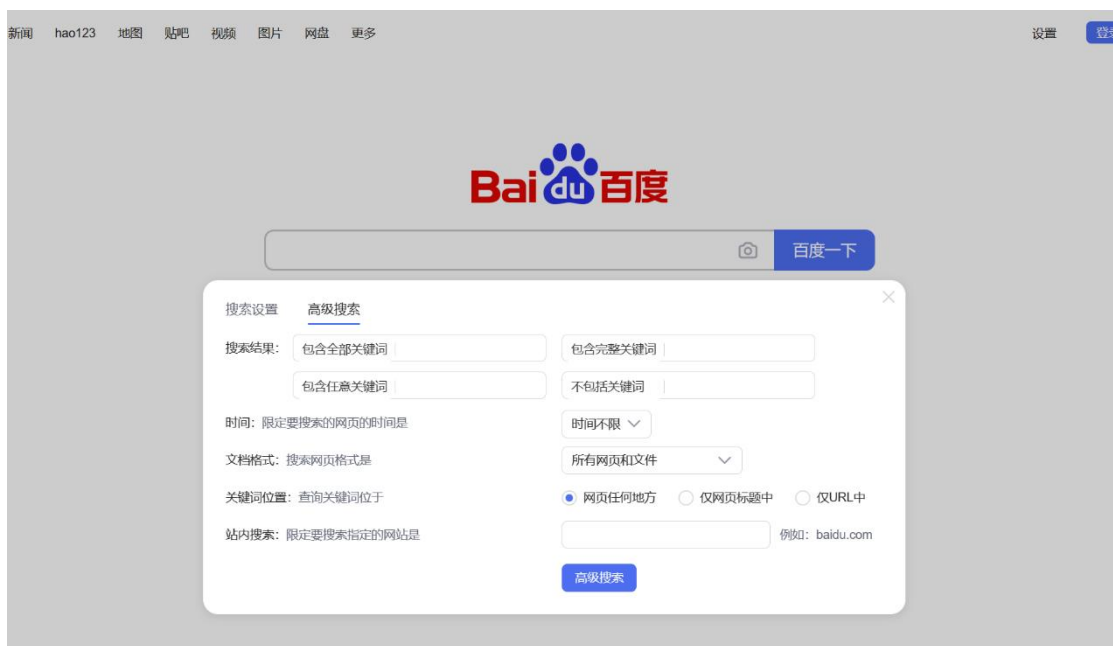 新闻 hao123 地图 贴吧 视频 图片 网盘 更多 设置
Baidu百度
百度一下
搜索设置 高级搜索
搜索结果: 包含全部关键词 包含完整关键词
包含任意关键词 不包括关键词
时间: 限定要搜索的网页的时间是 时间不限
文档格式: 搜索网页格式是 所有网页和文件
关键词位置: 查询关键词位于 网页任何地方 仅网页标题中 仅URL中
站内搜索: 限定要搜索指定的网站是 例如: baidu.com
高级搜索